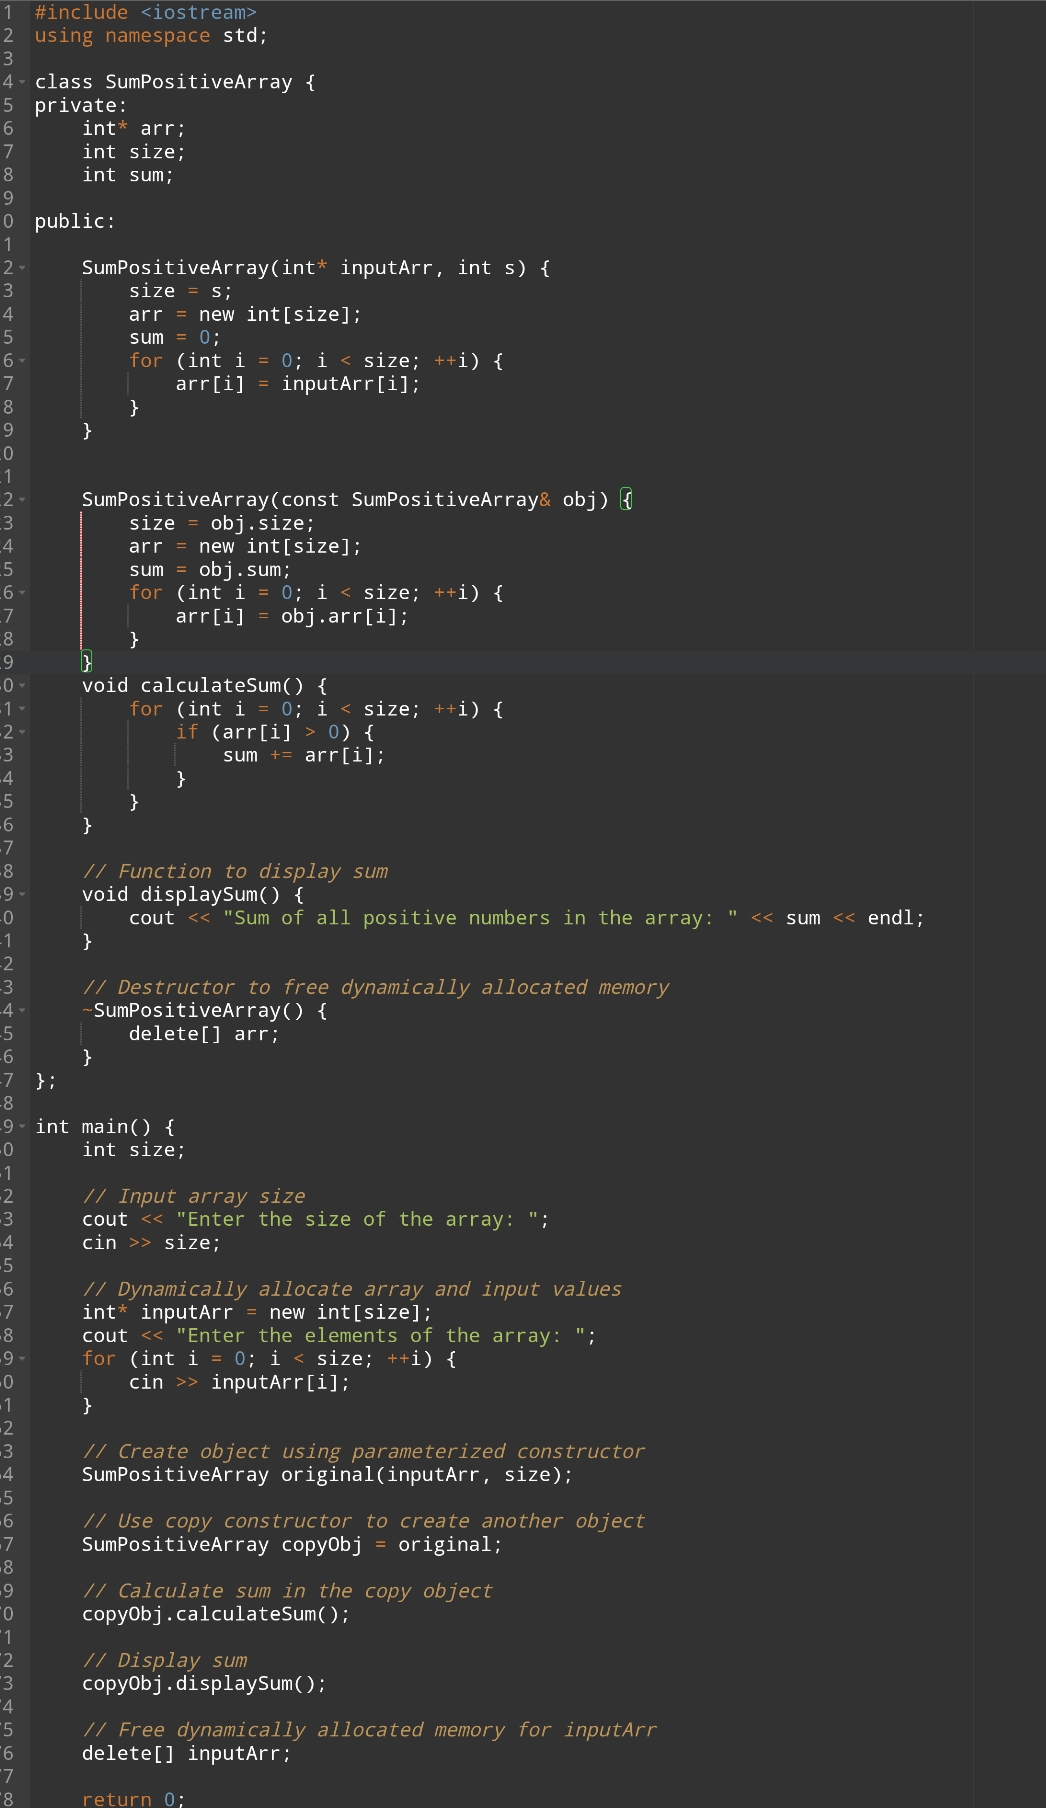 1 #include <iostream>
2 using namespace std;
3
4 class SumPositiveArray {
5 private:
6     int* arr;
7     int size;
8     int sum;
9
0 public:
1
2     SumPositiveArray(int* inputArr, int s) {
3         size = s;
4         arr = new int[size];
5         sum = 0;
6         for (int i = 0; i < size; ++i) {
7             arr[i] = inputArr[i];
8         }
9     }
0
1
2     SumPositiveArray(const SumPositiveArray& obj) {
3         size = obj.size;
4         arr = new int[size];
5         sum = obj.sum;
6         for (int i = 0; i < size; ++i) {
7             arr[i] = obj.arr[i];
8         }
9     }
0     void calculateSum() {
1         for (int i = 0; i < size; ++i) {
2             if (arr[i] > 0) {
3                 sum += arr[i];
4             }
5         }
6     }
7
8     // Function to display sum
9     void displaySum() {
0         cout << "Sum of all positive numbers in the array: " << sum << endl;
1     }
2
3     // Destructor to free dynamically allocated memory
4     ~SumPositiveArray() {
5         delete[] arr;
6     }
7 };
8
9 int main() {
0     int size;
1
2     // Input array size
3     cout << "Enter the size of the array: ";
4     cin >> size;
5
6     // Dynamically allocate array and input values
7     int* inputArr = new int[size];
8     cout << "Enter the elements of the array: ";
9     for (int i = 0; i < size; ++i) {
0         cin >> inputArr[i];
1     }
2
3     // Create object using parameterized constructor
4     SumPositiveArray original(inputArr, size);
5
6     // Use copy constructor to create another object
7     SumPositiveArray copyObj = original;
8
9     // Calculate sum in the copy object
0     copyObj.calculateSum();
1
2     // Display sum
3     copyObj.displaySum();
4
5     // Free dynamically allocated memory for inputArr
6     delete[] inputArr;
7
8     return 0;